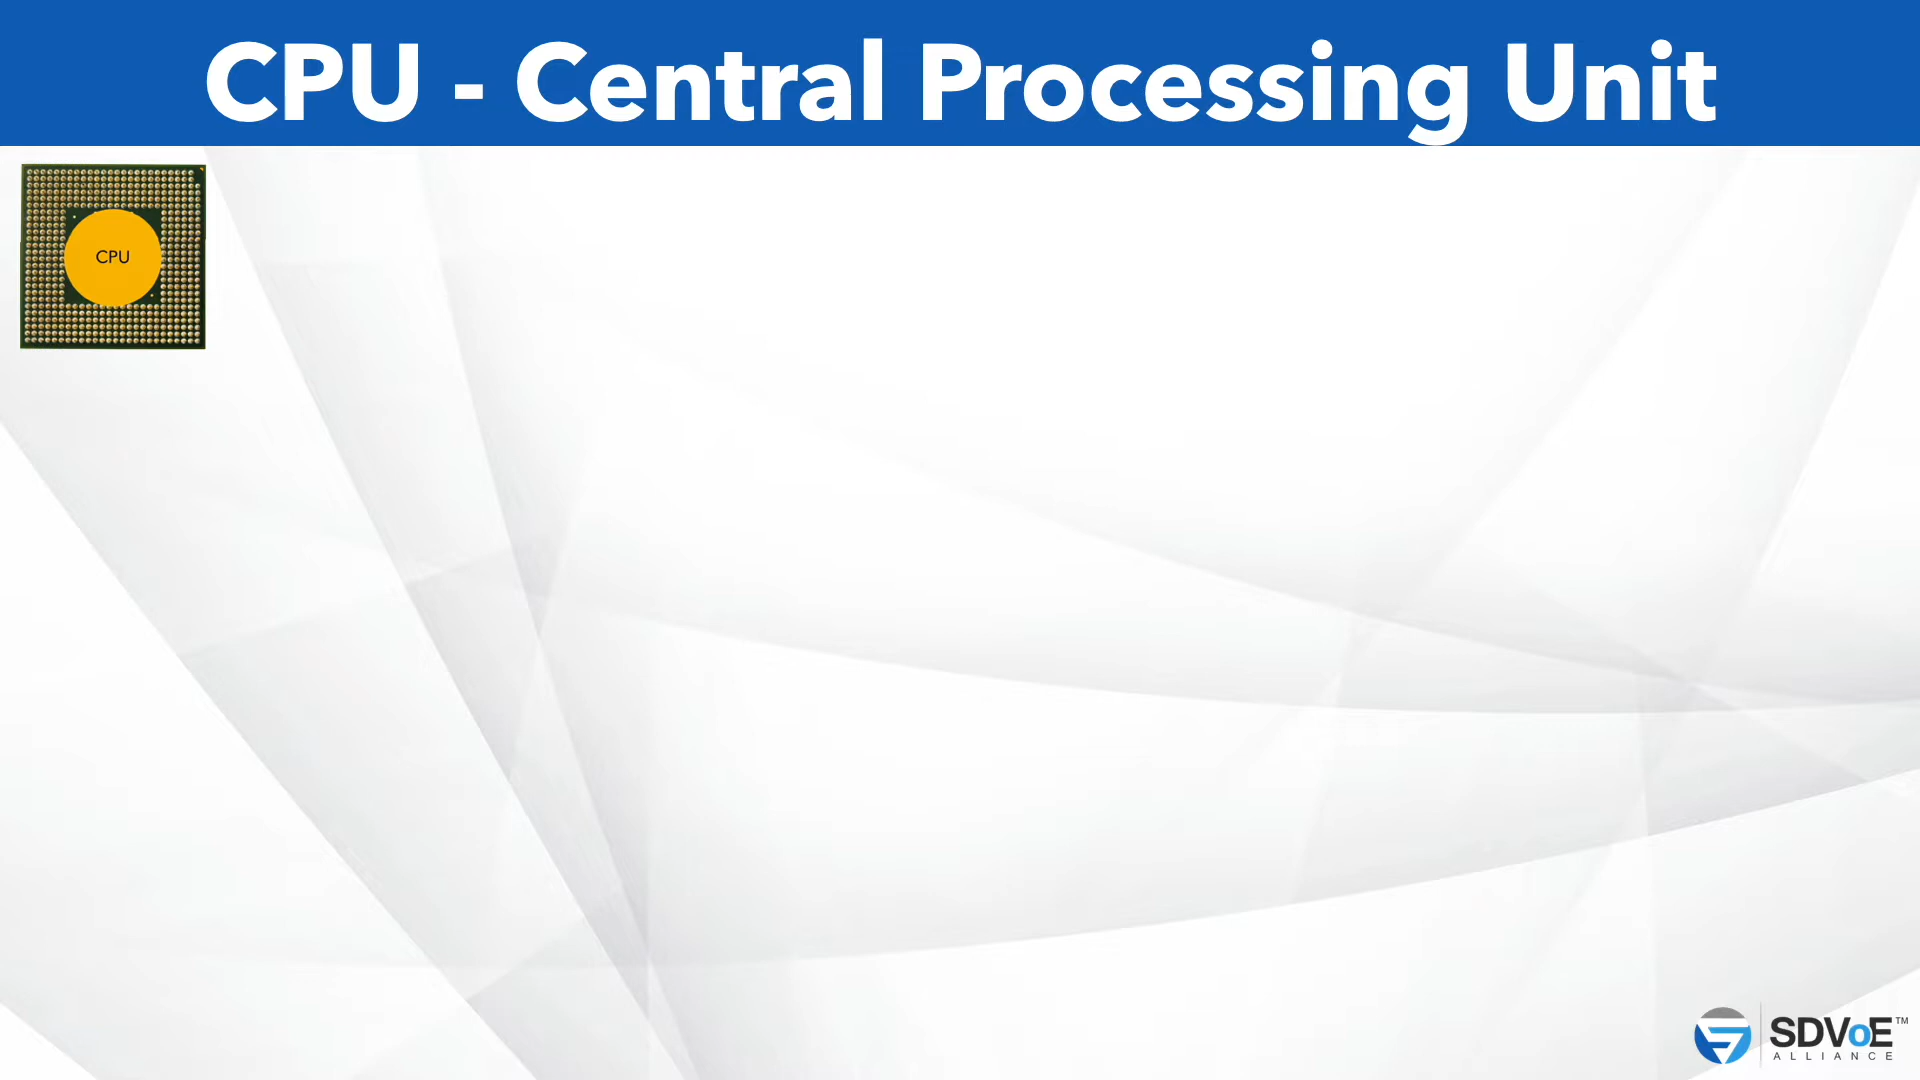 CPU - Central Processing Unit
CPU
SDVoE™
ALLIANCE